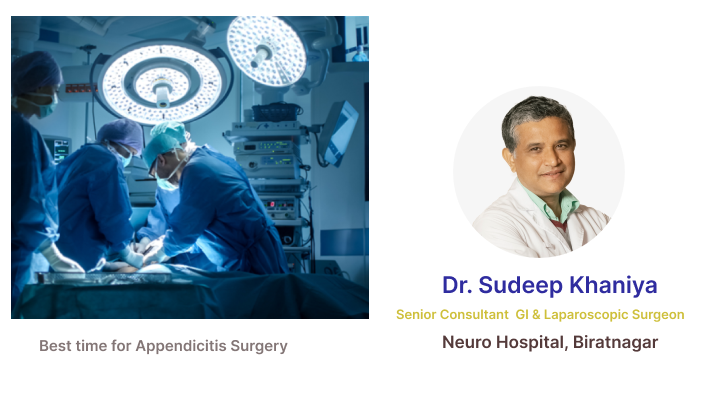 Best time for Appendicitis Surgery
Dr. Sudeep Khaniya
Senior Consultant  GI & Laparoscopic Surgeon
Neuro Hospital, Biratnagar